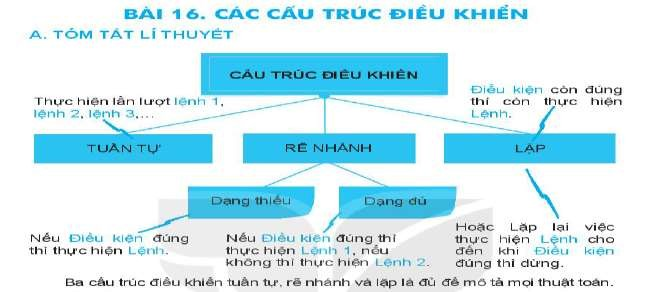 BÀI 16. CÁC CẤU TRÚC ĐIỀU KHIỂN
A. TÓM TẮT LÍ THUYẾT
CẤU TRÚC ĐIỀU KHIỂN
Thực hiện lần lượt lệnh 1,
lệnh 2, lệnh 3,...
Điều kiện còn đúng
thì còn thực hiện
Lệnh.
TUẦN TỰ
RẼ NHÁNH
LẶP
Dạng thiếu
Dạng đủ
Nếu Điều kiện đúng
thì thực hiện Lệnh.
Nếu Điều kiện đúng thì
thực hiện Lệnh 1, nếu
không thì thực hiện Lệnh 2.
Hoặc Lặp lại việc
thực hiện Lệnh cho
đến khi Điều kiện
đúng thì dừng.
Ba cấu trúc điều khiển tuần tự, rẽ nhánh và lặp là đủ để mô tả mọi thuật toán.